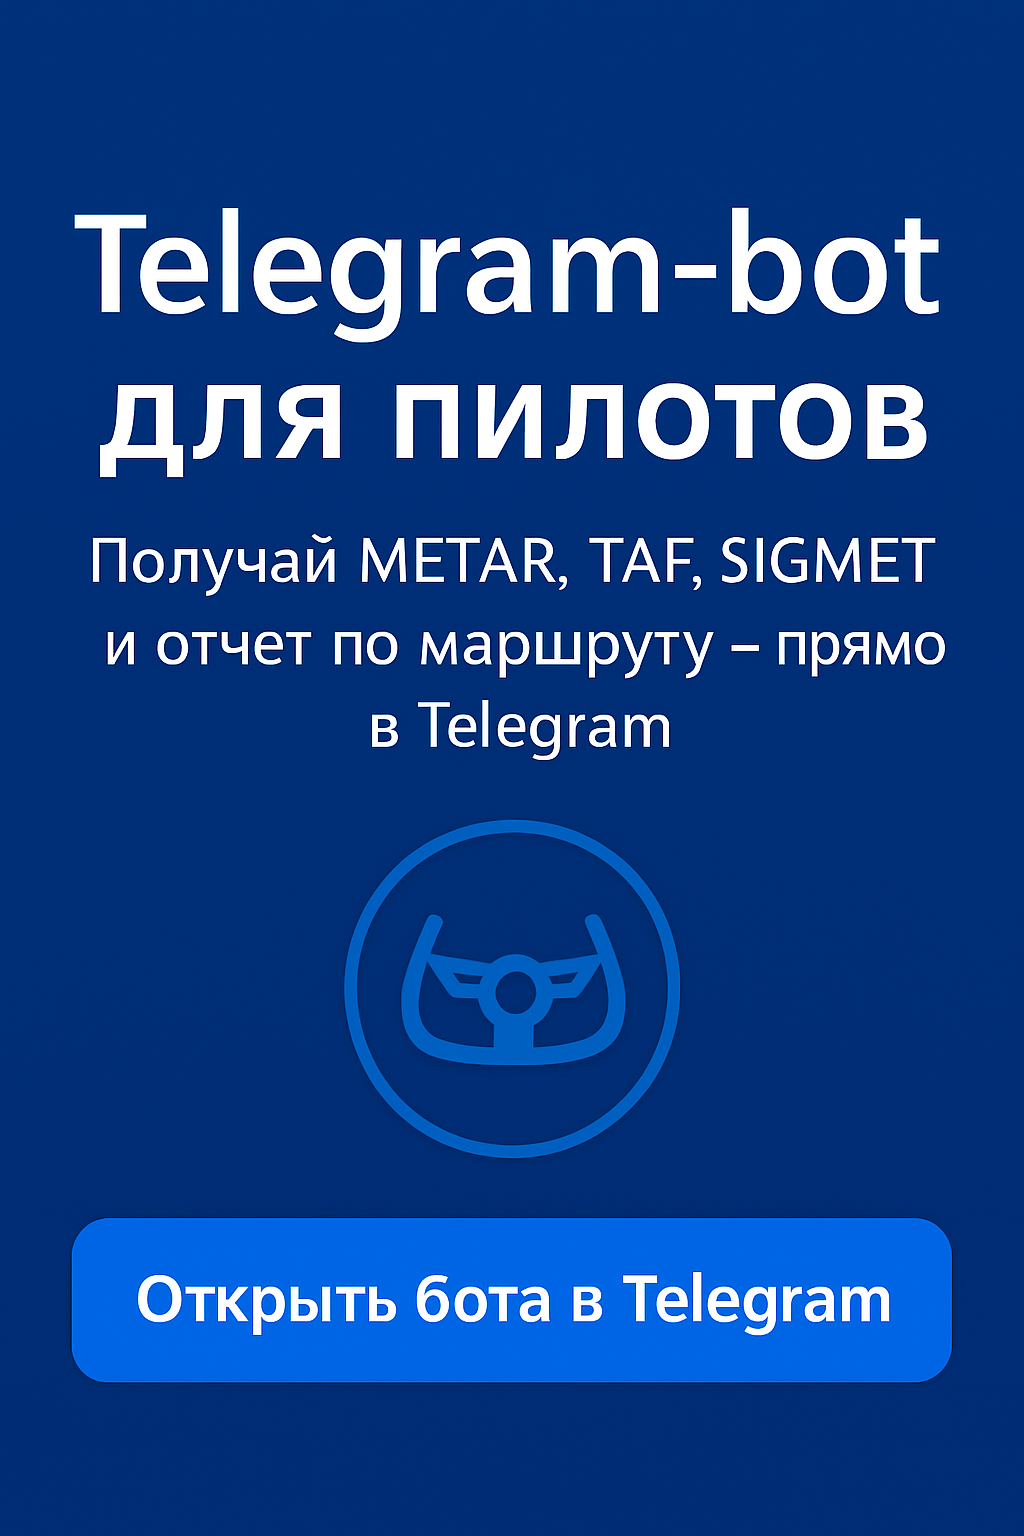 Telegram-bot
для пилотов
Получай METAR, TAF, SIGMET
и отчет по маршруту – прямо
в Telegram
Открыть бота в Telegram